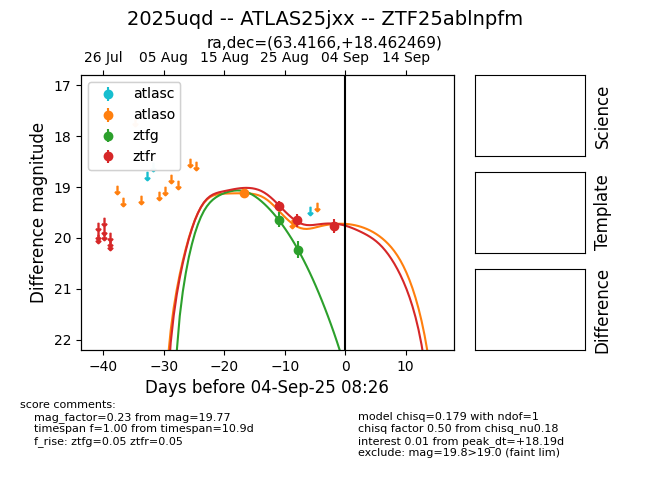 2025uqd -- ATLAS25jxx -- ZTF25ablnpfm
ra,dec=(63.4166,+18.462469)
26 Jul 05 Aug 15 Aug 25 Aug 04 Sep 14 Sep
atlasc
atlaso
ztfg
ztfr
17
18
19
20
21
22
Difference magnitude
−40 −30 −20 −10 0 10
Days before 04-Sep-25 08:26
Science
Template
Difference
score comments:
mag_factor=0.23 from mag=19.77
timespan f=1.00 from timespan=10.9d
f_rise: ztfg=0.05 ztfr=0.05
model chisq=0.179 with ndof=1
chisq factor 0.50 from chisq_nu0.18
interest 0.01 from peak_dt=+18.19d
exclude: mag=19.8>19.0 (faint lim)